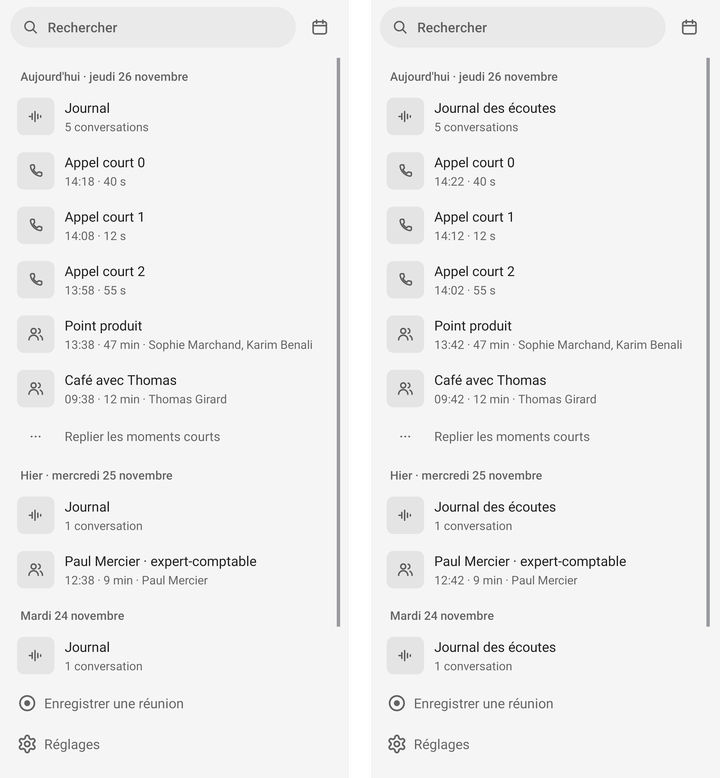 Rechercher
Aujourd'hui · jeudi 26 novembre
Journal
5 conversations
Appel court 0
14:18 · 40 s
Appel court 1
14:08 · 12 s
Appel court 2
13:58 · 55 s
Point produit
13:38 · 47 min · Sophie Marchand, Karim Benali
Café avec Thomas
09:38 · 12 min · Thomas Girard
Replier les moments courts
Hier · mercredi 25 novembre
Journal
1 conversation
Paul Mercier · expert-comptable
12:38 · 9 min · Paul Mercier
Mardi 24 novembre
Journal
1 conversation
Enregistrer une réunion
Réglages
Rechercher
Aujourd'hui · jeudi 26 novembre
Journal des écoutes
5 conversations
Appel court 0
14:22 · 40 s
Appel court 1
14:12 · 12 s
Appel court 2
14:02 · 55 s
Point produit
13:42 · 47 min · Sophie Marchand, Karim Benali
Café avec Thomas
09:42 · 12 min · Thomas Girard
Replier les moments courts
Hier · mercredi 25 novembre
Journal des écoutes
1 conversation
Paul Mercier · expert-comptable
12:42 · 9 min · Paul Mercier
Mardi 24 novembre
Journal des écoutes
1 conversation
Enregistrer une réunion
Réglages